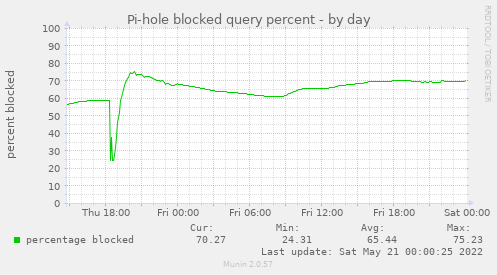 Pi-hole blocked query percent - by day
RRDTOOL / TOBI OETIKER
percent blocked
100
90
80
70
60
50
40
30
20
10
0
Thu 18:00 Fri 00:00 Fri 06:00 Fri 12:00 Fri 18:00 Sat 00:00
Cur: Min: Avg: Max:
percentage blocked 70.27 24.31 65.44 75.23
Last update: Sat May 21 00:00:25 2022
Munin 2.0.57